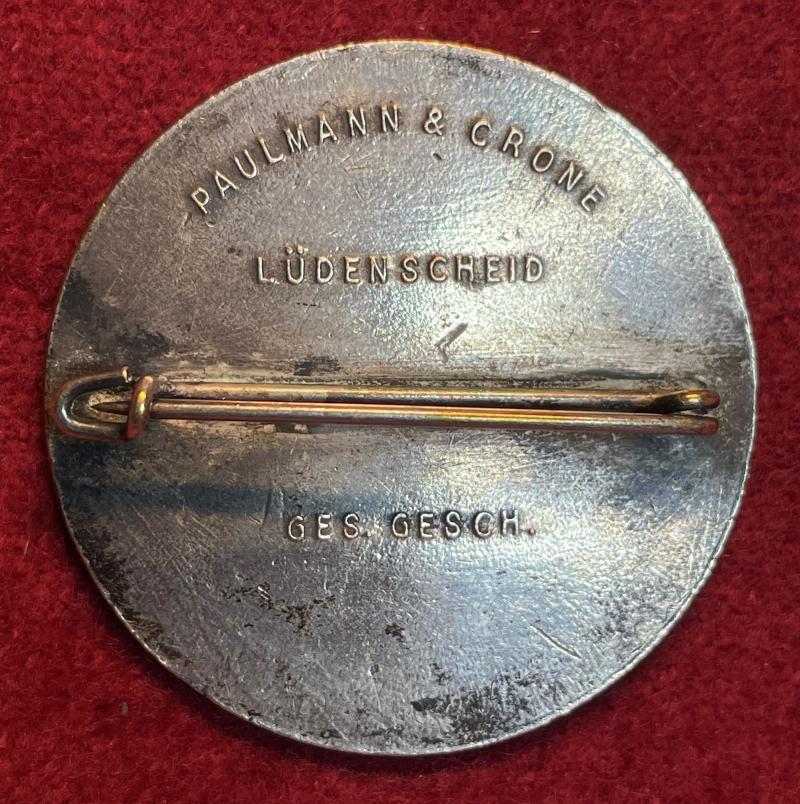 PAULMANN & CRONE
LÜDENSCHEID
GES. GESCH.